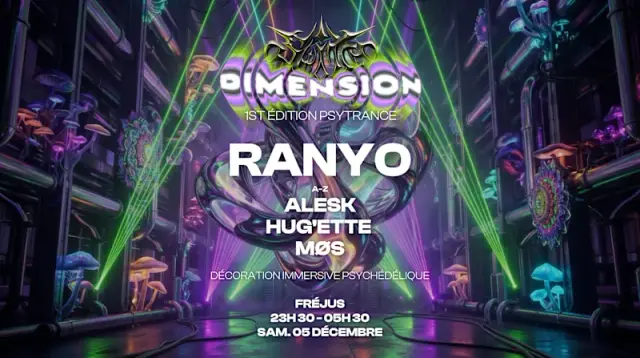 DIMENSION
1ST ÉDITION PSYTRANCE
RANYO
A-Z
ALESK
HUG'ETTE
MØS
DÉCORATION IMMERSIVE PSYCHÉDÉLIQUE
FRÉJUS
23H30 - 05H30
SAM. 05 DÉCEMBRE